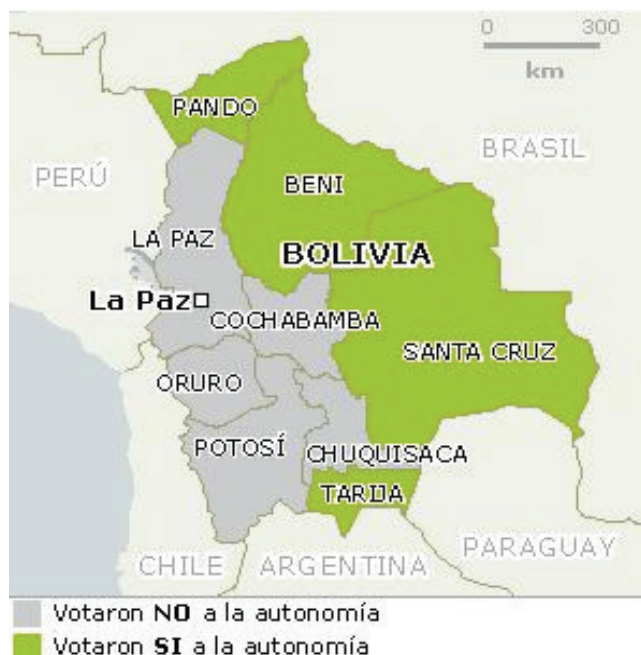 0 300
km
PANDO
BRASIL
PERÚ
BENI
LA PAZ
BOLIVIA
La Paz
COCHABAMBA
SANTA CRUZ
ORURO
POTOSÍ
CHUQUISACA
TARIJA
PARAGUAY
CHILE
ARGENTINA
Votaron NO a la autonomía
Votaron SI a la autonomía